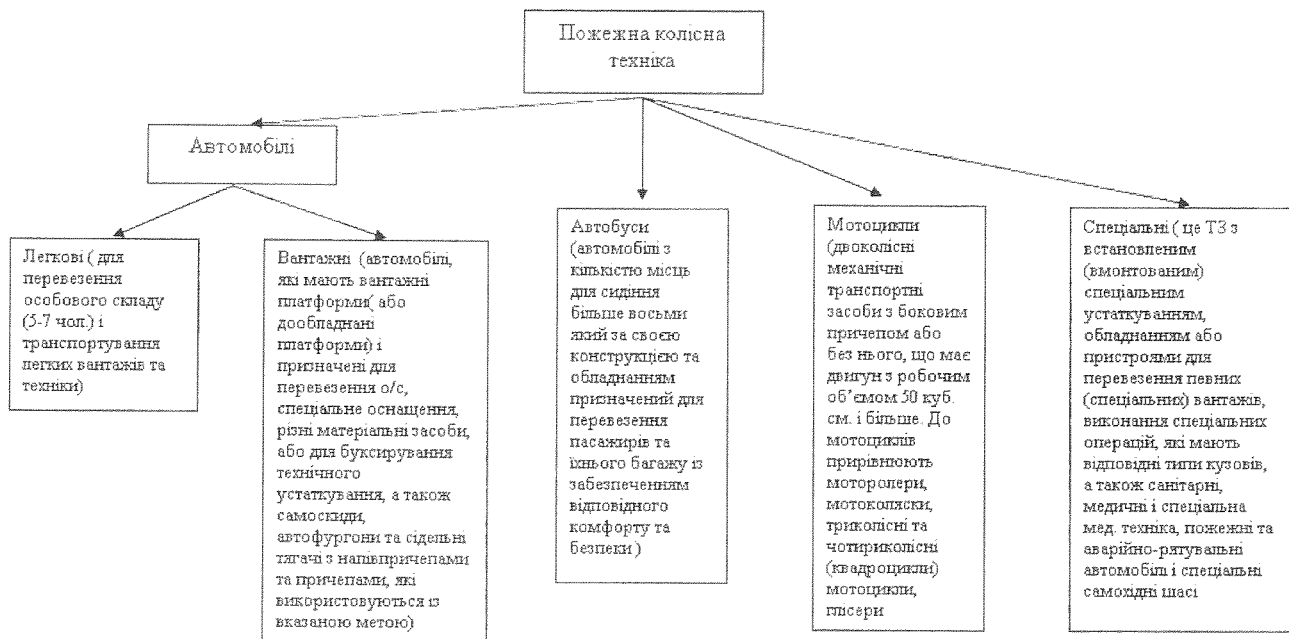 Пожежна колісна
техніка
Автомобілі
Легкові ( для
перевезення
особового складу
(5-7 чол.) і
транспортування
легких вантажів та
техніки)
Вантажні (автомобілі,
які мають вантажні
платформи( або
дообладнані
платформи) і
призначені для
перевезення о/с,
спеціальне оснащення,
різні матеріальні засоби,
або для буксирування
технічного
устаткування, а також
самоскиди,
автофургони та сідельні
тягачі з напівпричепами
та причепами, які
використовуються із
вказаною метою)
Автобуси
(автомобілі з
кількістю місць
для сидіння
більше восьми
який за своєю
конструкцією та
обладнанням
призначений для
перевезення
пасажирів та
їхнього багажу із
забезпеченням
відповідного
комфорту та
безпеки )
Мотоцикли
(двоколісні
механічні
транспортні
засоби з боковим
причепом або
без нього, що має
двигун з робочим
об’ємом 50 куб.
см. і більше. До
мотоциклів
прирівнюють
моторолери,
мотоколяски,
триколісні та
чотириколісні
(квадроцикли)
мотоцикли,
глісери
Спеціальні ( це ТЗ з
встановленим
(вмонтованим)
спеціальним
устаткуванням,
обладнанням або
пристроями для
перевезення певних
(спеціальних) вантажів,
виконання спеціальних
операцій, які мають
відповідні типи кузовів,
а також санітарні,
медичні і спеціальна
мед. техніка, пожежні та
аварійно-рятувальні
автомобілі і спеціальні
самохідні шасі